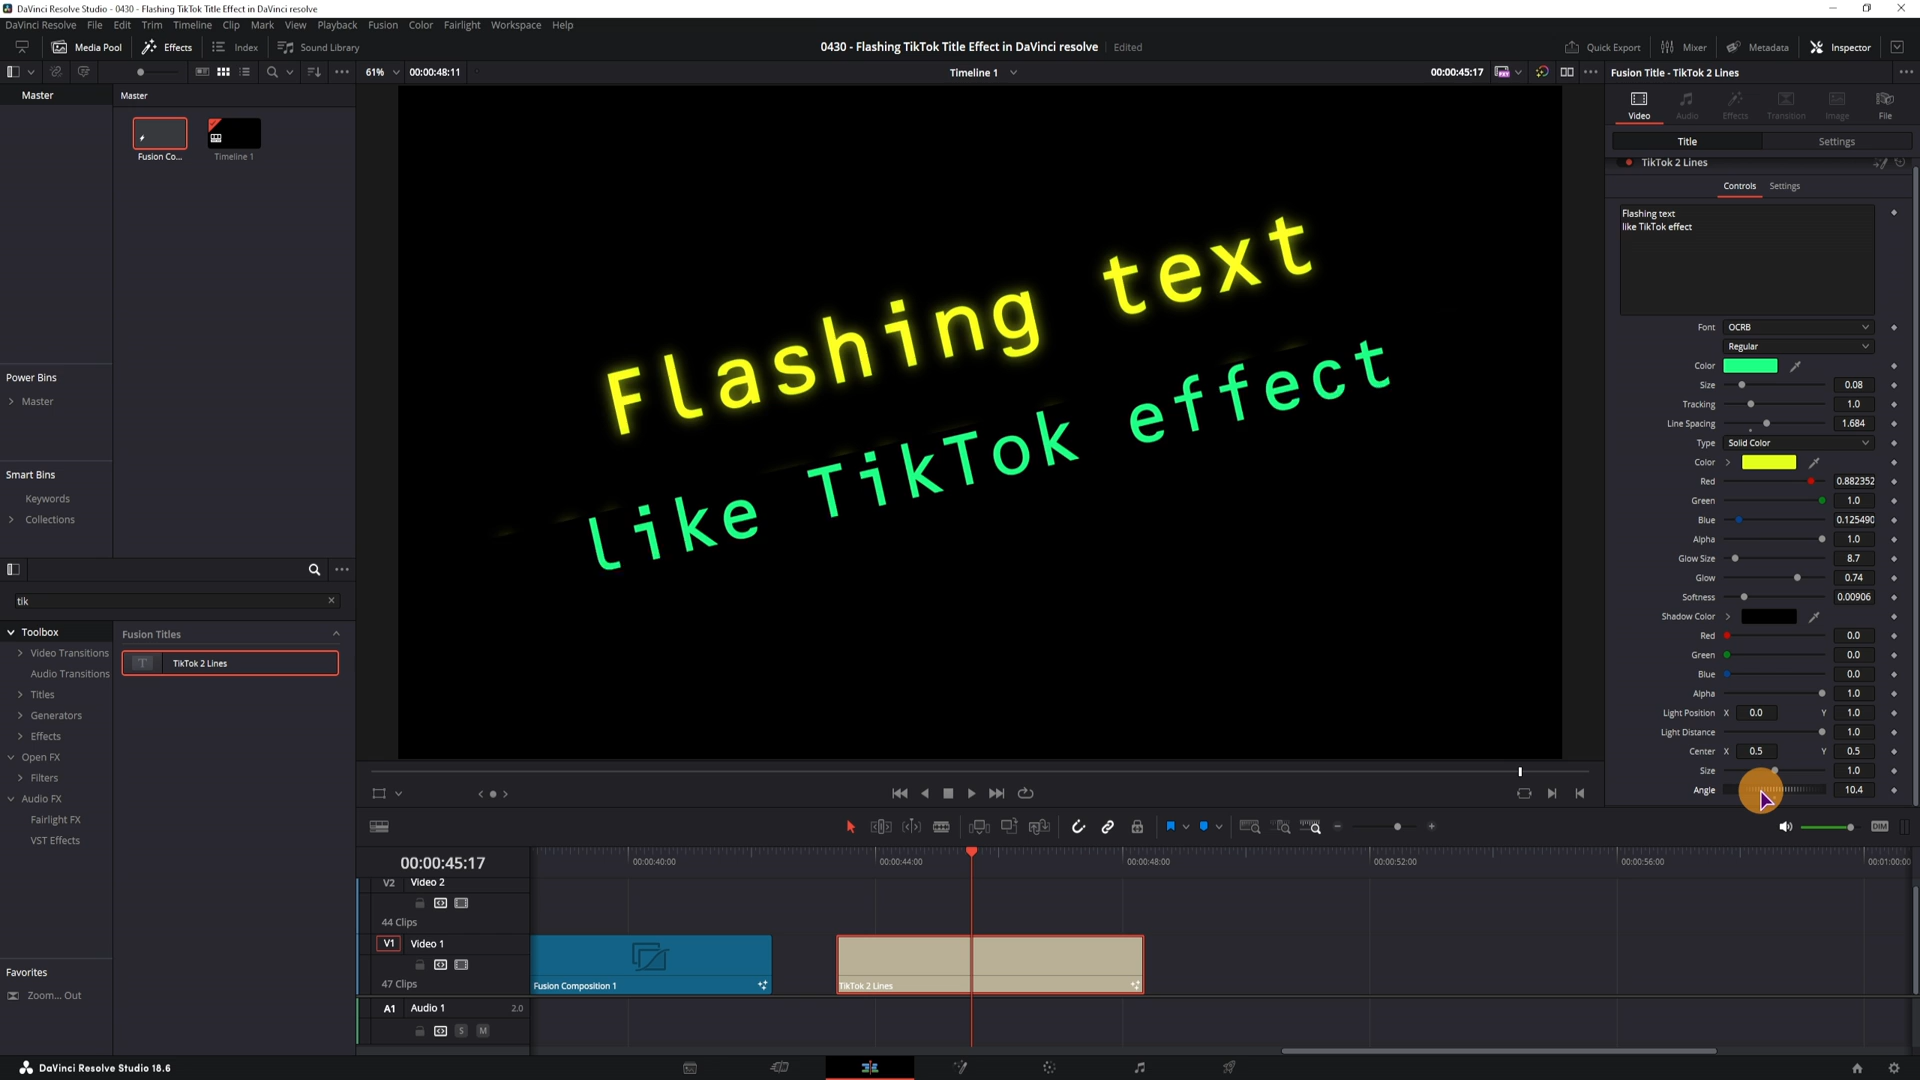 DaVinci Resolve Studio - 0430 - Flashing TikTok Title Effect in DaVinci resolve
DaVinci Resolve File Edit Trim Timeline Clip Mark View Playback Fusion Color Fairlight Workspace Help
Media Pool Effects Index Sound Library
0430 - Flashing TikTok Title Effect in DaVinci resolve Edited
Quick Export Mixer Metadata Inspector
61% 00:00:48:11
Timeline 1
00:00:45:17
Fusion Title - TikTok 2 Lines
Master
Master
Fusion Co...
Timeline 1
Power Bins
Master
Smart Bins
Keywords
Collections
tik
Toolbox
Video Transitions
Audio Transitions
Titles
Generators
Effects
Open FX
Filters
Audio FX
Fairlight FX
VST Effects
Favorites
Zoom... Out
Fusion Titles
T TikTok 2 Lines
Flashing text
like TikTok effect
Video Audio Effects Transition Image File
Title Settings
TikTok 2 Lines
Controls Settings
Flashing text
like TikTok effect
Font OCRB
Regular
Color
Size 0.08
Tracking 1.0
Line Spacing 1.684
Type Solid Color
Color
Red 0.882352
Green 1.0
Blue 0.125490
Alpha 1.0
Glow Size 8.7
Glow 0.74
Softness 0.00906
Shadow Color
Red 0.0
Green 0.0
Blue 0.0
Alpha 1.0
Light Position X 0.0 Y 1.0
Light Distance 1.0
Center X 0.5 Y 0.5
Size 1.0
Angle 10.4
DIM
00:00:45:17
00:00:40:00 00:00:44:00 00:00:48:00 00:00:52:00 00:00:56:00 00:01:00:00
V2 Video 2
44 Clips
V1 Video 1
47 Clips
Fusion Composition 1
TikTok 2 Lines
A1 Audio 1 2.0
S M
DaVinci Resolve Studio 18.6